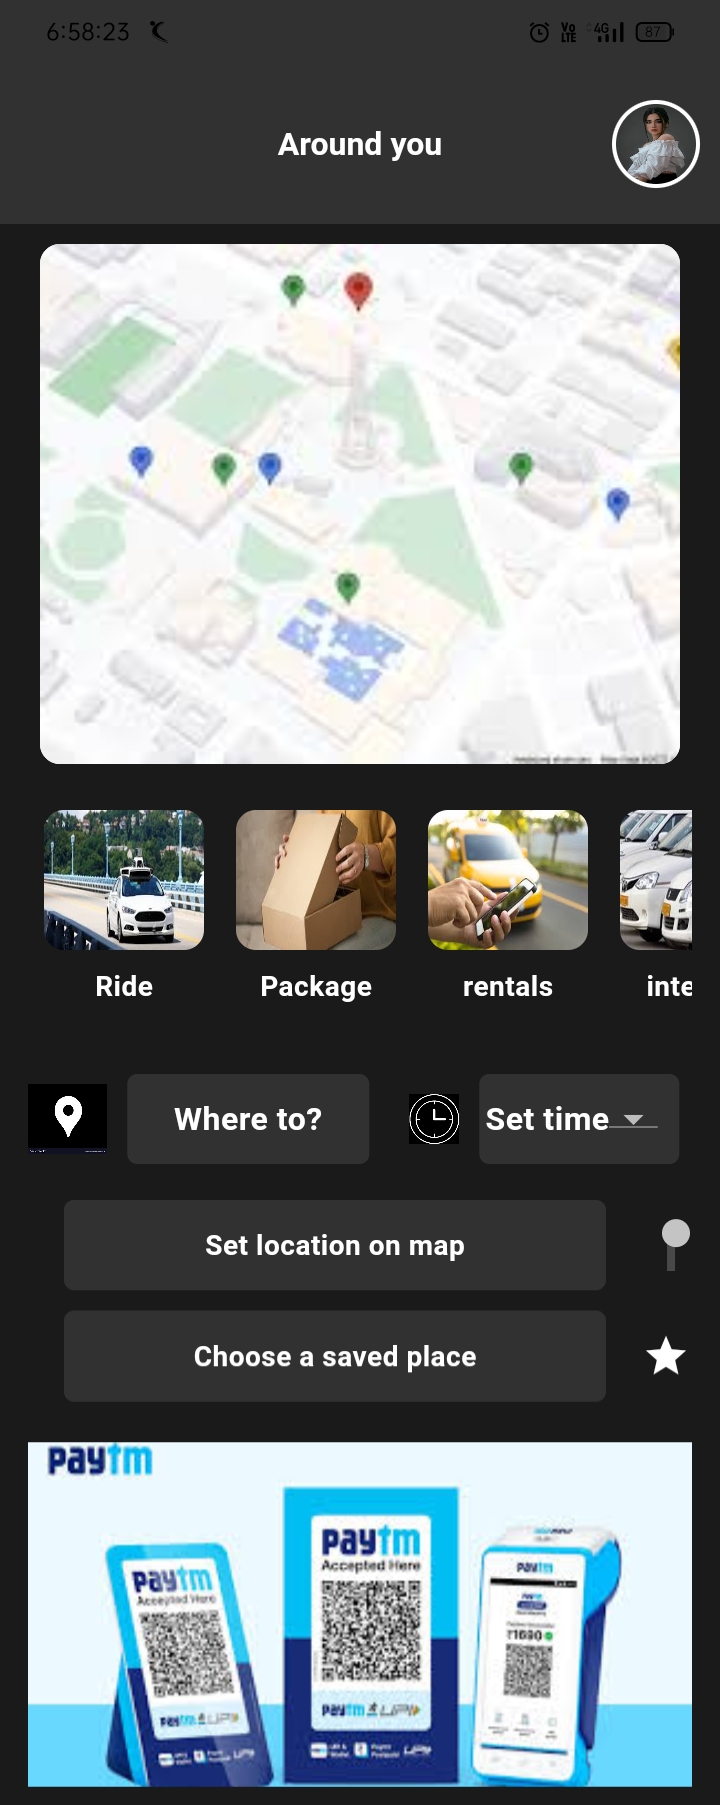 6:58:23
Vo
LTE
4G
87
Around you
Ride
Package
rentals
inte
Where to?
Set time
Set location on map
Choose a saved place
paytm
paytm
Accepted Here
paytm
Accepted Here
paytm
paytm
₹1690
paytm UPI
paytm UPI